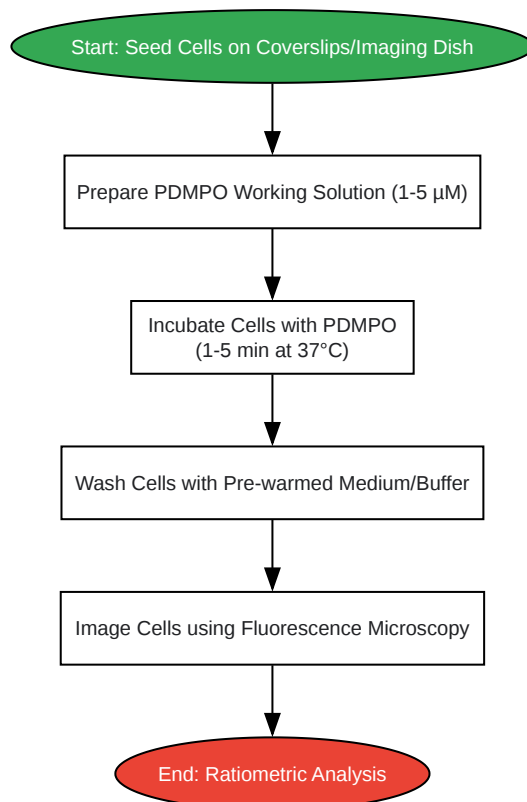 Start: Seed Cells on Coverslips/Imaging Dish
Prepare PDMPO Working Solution (1-5 µM)
Incubate Cells with PDMPO
(1-5 min at 37°C)
Wash Cells with Pre-warmed Medium/Buffer
Image Cells using Fluorescence Microscopy
End: Ratiometric Analysis